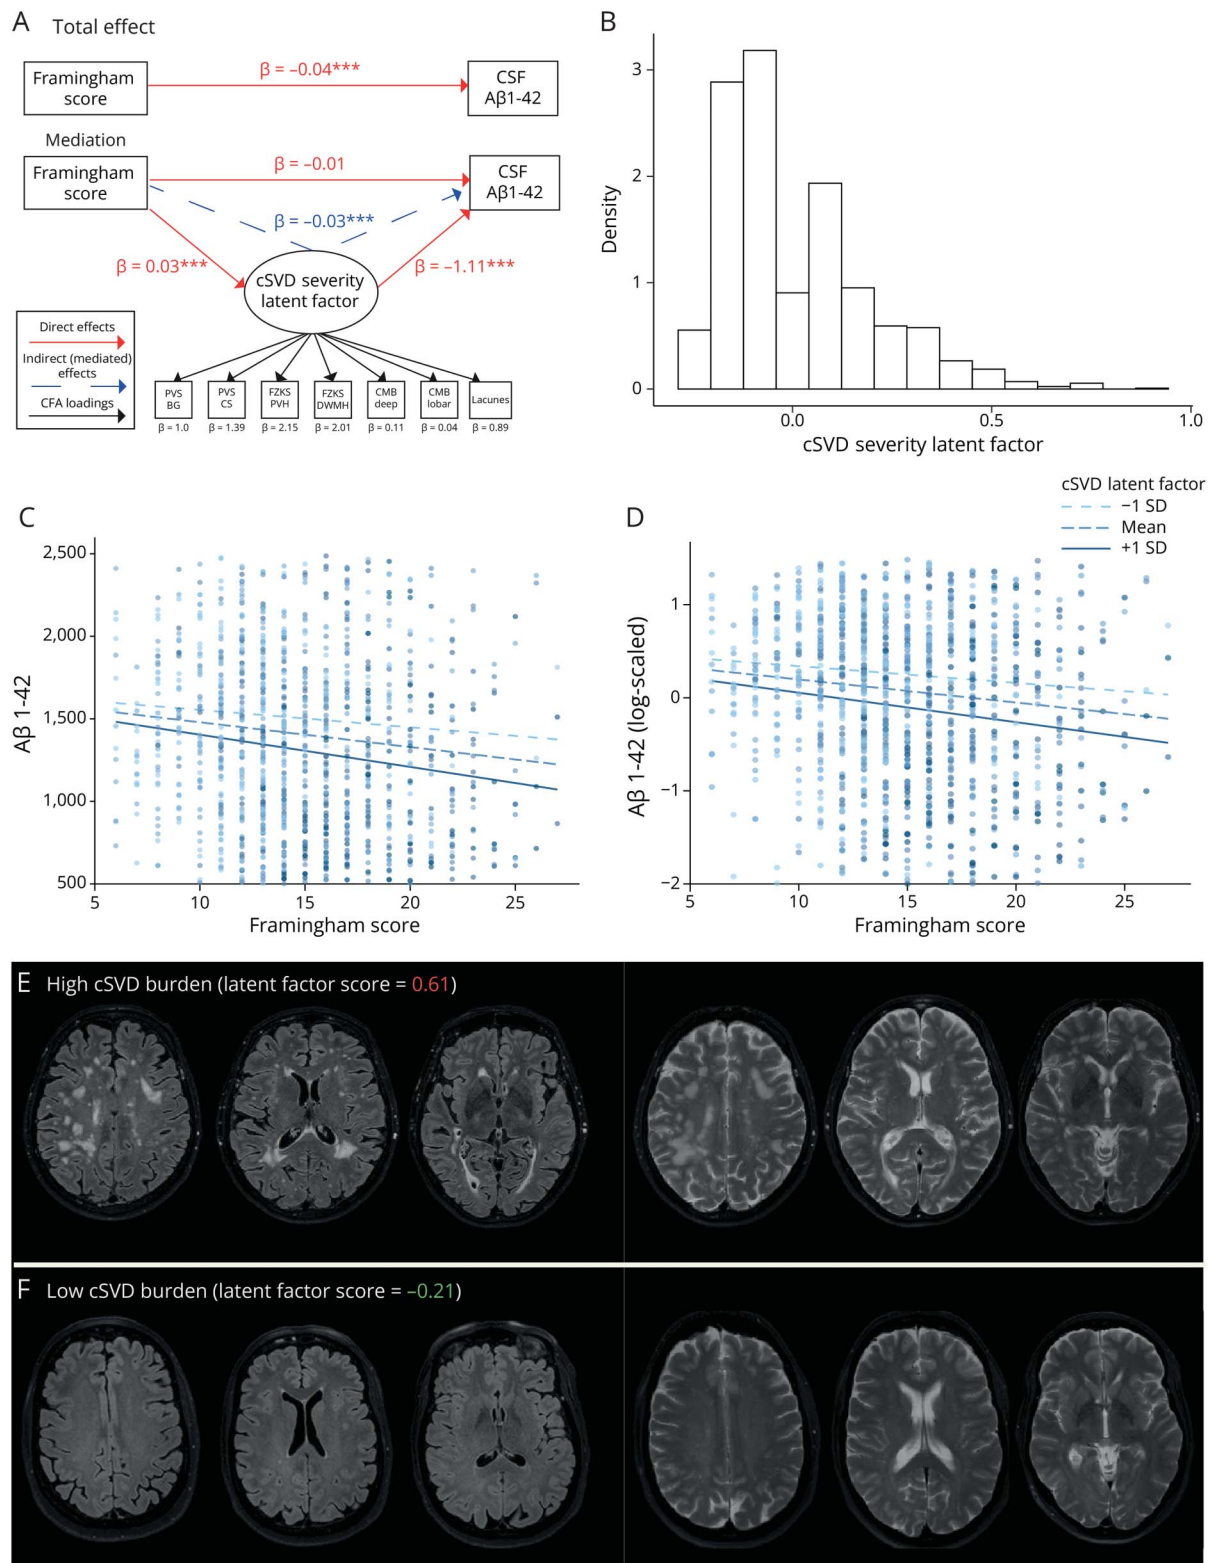 A Total effect
Framingham
score
β = –0.04***
CSF
Aβ1-42
Mediation
Framingham
score
β = –0.01
CSF
Aβ1-42
β = –0.03***
β = 0.03***
β = –1.11***
cSVD severity
latent factor
Direct effects
Indirect (mediated)
effects
CFA loadings
PVS
BG
β = 1.0
PVS
CS
β = 1.39
FZKS
PVH
β = 2.15
FZKS
DWMH
β = 2.01
CMB
deep
β = 0.11
CMB
lobar
β = 0.04
Lacunes
β = 0.89
B
Density
3
2
1
0
0.0 0.5 1.0
cSVD severity latent factor
C
Aβ 1-42
2,500
2,000
1,500
1,000
500
5 10 15 20 25
Framingham score
D
cSVD latent factor
−1 SD
Mean
+1 SD
Aβ 1-42 (log-scaled)
1
0
−1
−2
5 10 15 20 25
Framingham score
E High cSVD burden (latent factor score = 0.61)
F Low cSVD burden (latent factor score = –0.21)